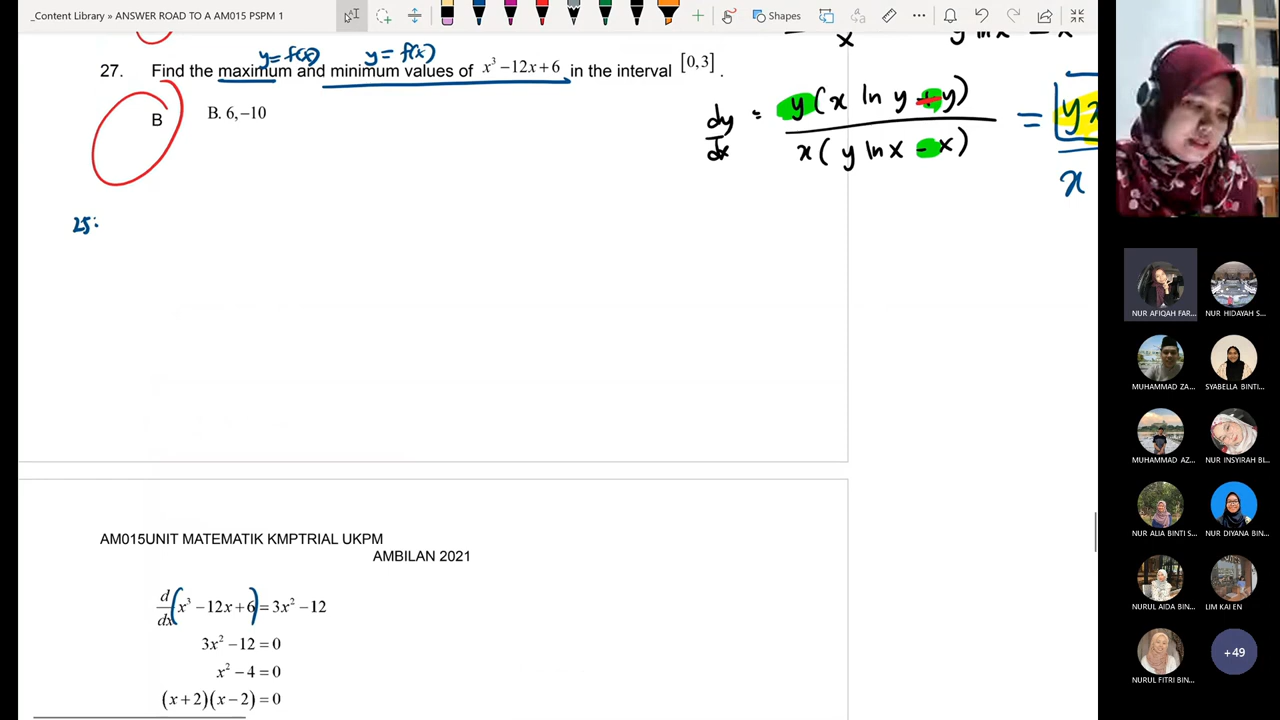 _Content Library » ANSWER ROAD TO A AM015 PSPM 1
Shapes
y = f(x) y = f(x)
27. Find the maximum and minimum values of x³ −12x+6 in the interval [0,3] .
B B. 6,−10
x
dy/dx = y(x ln y + y) / x(y ln x - x) = yx
x
25:
AM015UNIT MATEMATIK KMPTRIAL UKPM
AMBILAN 2021
d/dx (x³ −12x+6) = 3x² −12
3x² −12 = 0
x² −4 = 0
(x+2)(x−2) = 0
NUR AFIQAH FAR...
NUR HIDAYAH S...
MUHAMMAD ZA...
SYABELLA BINTI...
MUHAMMAD AZ...
NUR INSYIRAH BI...
NUR ALIA BINTI S...
NUR DIYANA BIN...
NURUL AIDA BIN...
LIM KAI EN
NURUL FITRI BIN...
+49